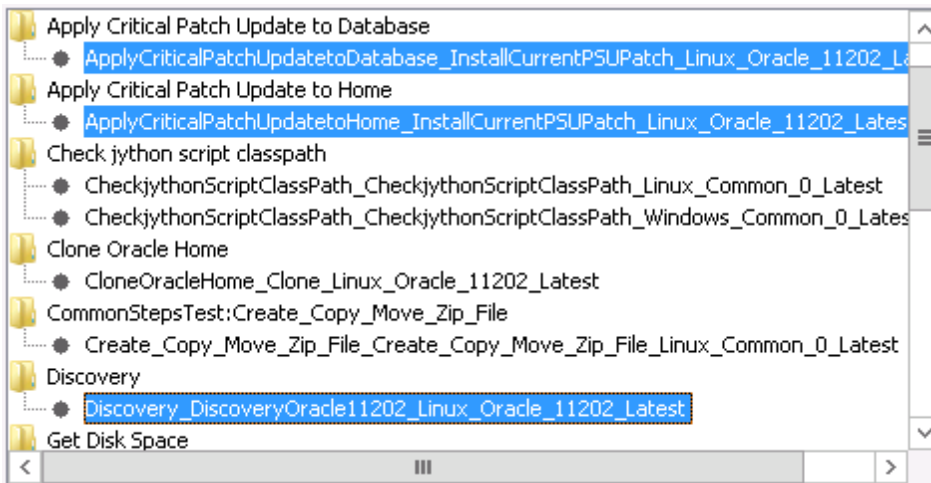 Apply Critical Patch Update to Database
ApplyCriticalPatchUpdatetoDatabase_InstallCurrentPSUPatch_Linux_Oracle_11202_La
Apply Critical Patch Update to Home
ApplyCriticalPatchUpdatetoHome_InstallCurrentPSUPatch_Linux_Oracle_11202_Lates
Check jython script classpath
CheckjythonScriptClassPath_CheckjythonScriptClassPath_Linux_Common_0_Latest
CheckjythonScriptClassPath_CheckjythonScriptClassPath_Windows_Common_0_Lates
Clone Oracle Home
CloneOracleHome_Clone_Linux_Oracle_11202_Latest
CommonStepsTest:Create_Copy_Move_Zip_File
Create_Copy_Move_Zip_File_Create_Copy_Move_Zip_File_Linux_Common_0_Latest
Discovery
Discovery_DiscoveryOracle11202_Linux_Oracle_11202_Latest
Get Disk Space